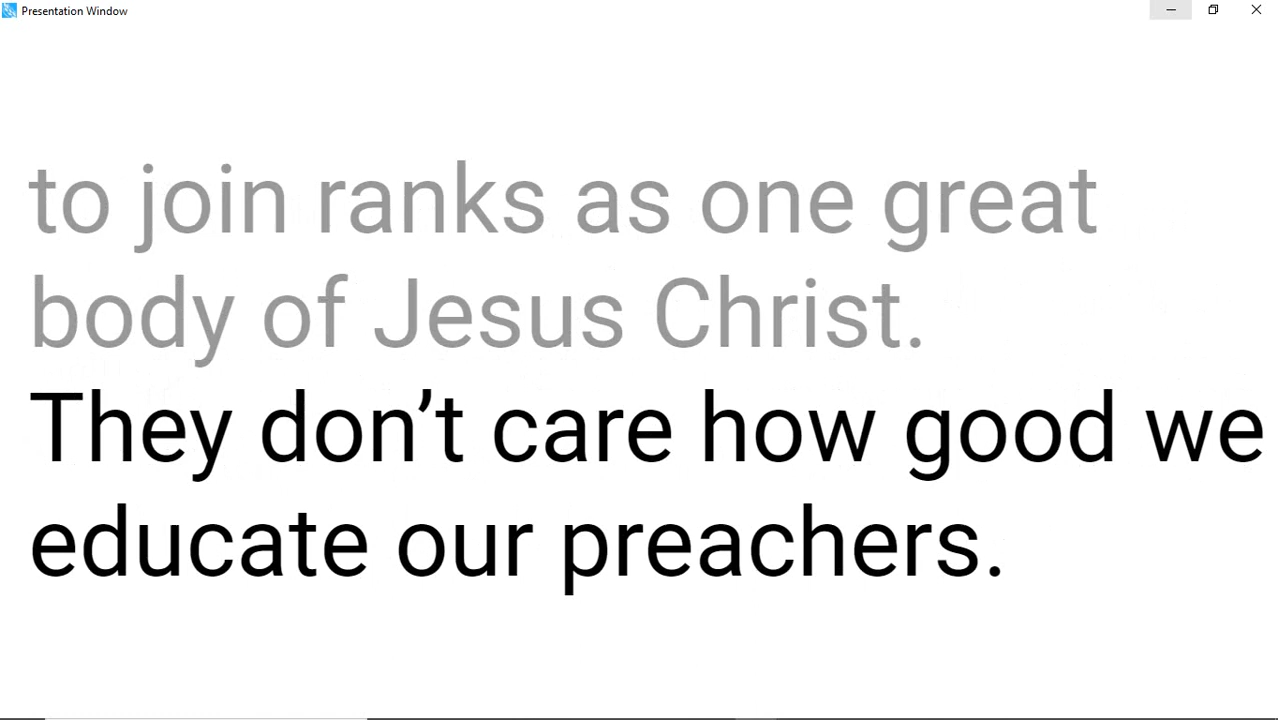 Presentation Window
to join ranks as one great
body of Jesus Christ.
They don’t care how good we
educate our preachers.